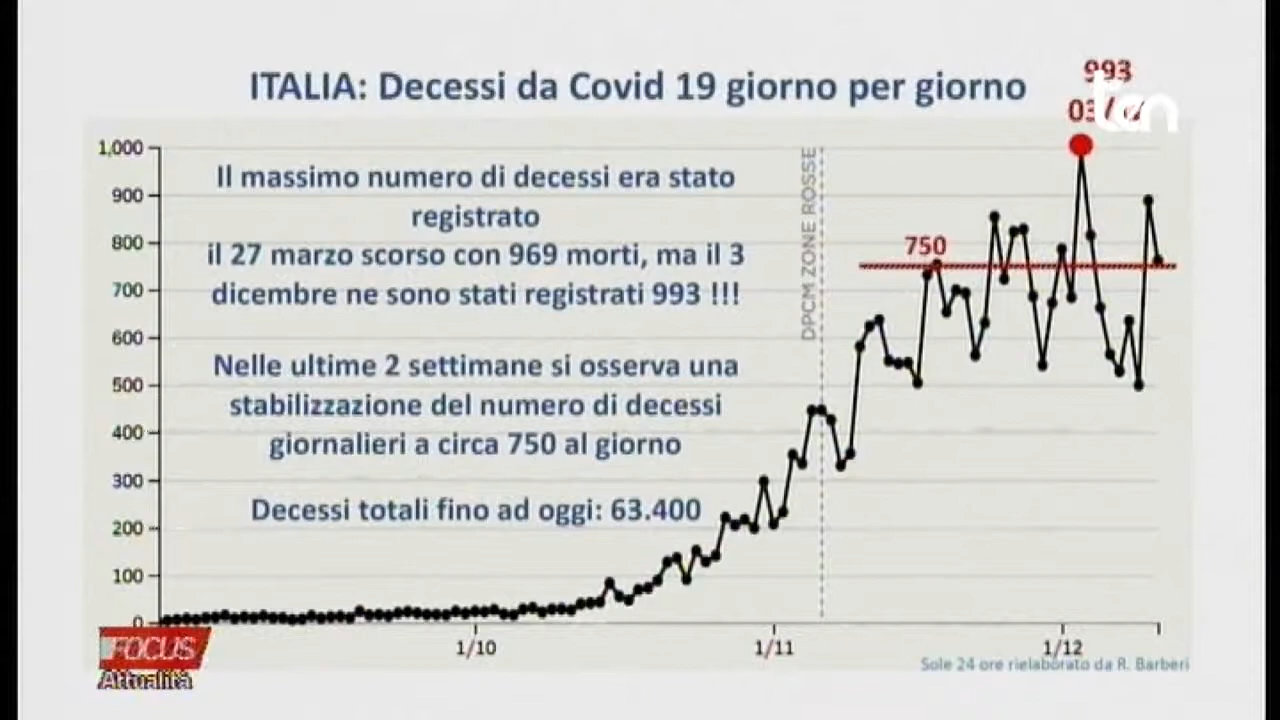 993
ITALIA: Decessi da Covid 19 giorno per giorno
tcn
1,000
900
800
700
600
500
400
300
200
100
0
Il massimo numero di decessi era stato
registrato
il 27 marzo scorso con 969 morti, ma il 3
dicembre ne sono stati registrati 993 !!!
Nelle ultime 2 settimane si osserva una
stabilizzazione del numero di decessi
giornalieri a circa 750 al giorno
Decessi totali fino ad oggi: 63.400
DPCM ZONE ROSSE
750
1/10
1/11
1/12
Sole 24 ore rielaborato da R. Barberi
FOCUS
Attualità